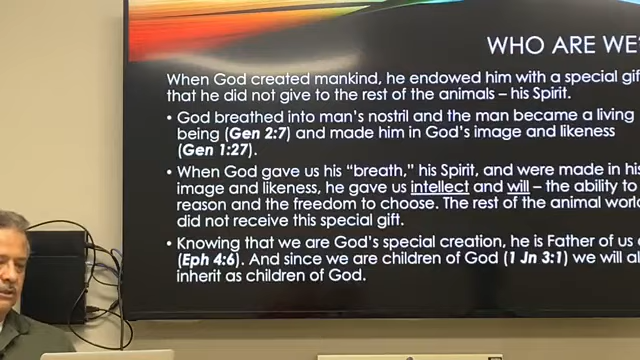 WHO ARE WE?
When God created mankind, he endowed him with a special gif
that he did not give to the rest of the animals – his Spirit.
• God breathed into man's nostril and the man became a living
being (Gen 2:7) and made him in God's image and likeness
(Gen 1:27).
• When God gave us his "breath," his Spirit, and were made in his
image and likeness, he gave us intellect and will – the ability to
reason and the freedom to choose. The rest of the animal world
did not receive this special gift.
• Knowing that we are God's special creation, he is Father of us
(Eph 4:6). And since we are children of God (1 Jn 3:1) we will al
inherit as children of God.